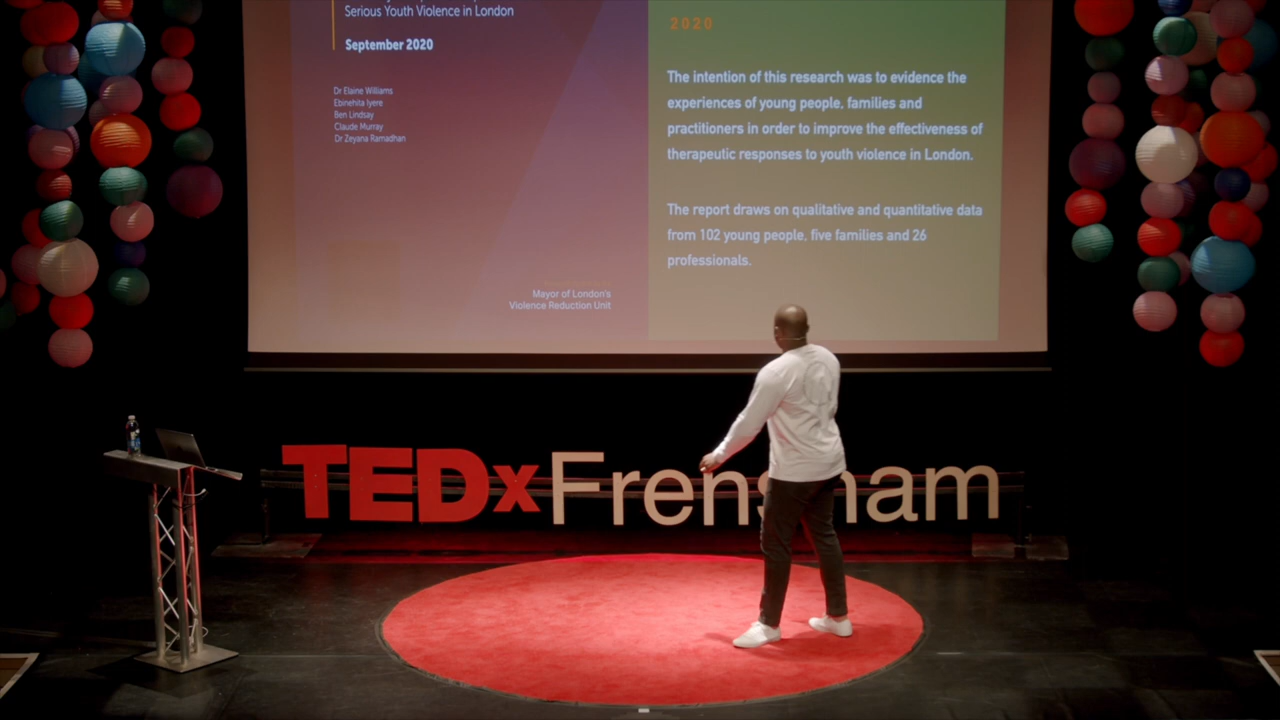 Serious Youth Violence in London
September 2020
Dr Elaine Williams
Ebinehita Iyere
Ben Lindsay
Claude Murray
Dr Zeyana Ramadhan
Mayor of London's
Violence Reduction Unit
2020
The intention of this research was to evidence the
experiences of young people, families and
practitioners in order to improve the effectiveness of
therapeutic responses to youth violence in London.
The report draws on qualitative and quantitative data
from 102 young people, five families and 26
professionals.
TEDxFrensham